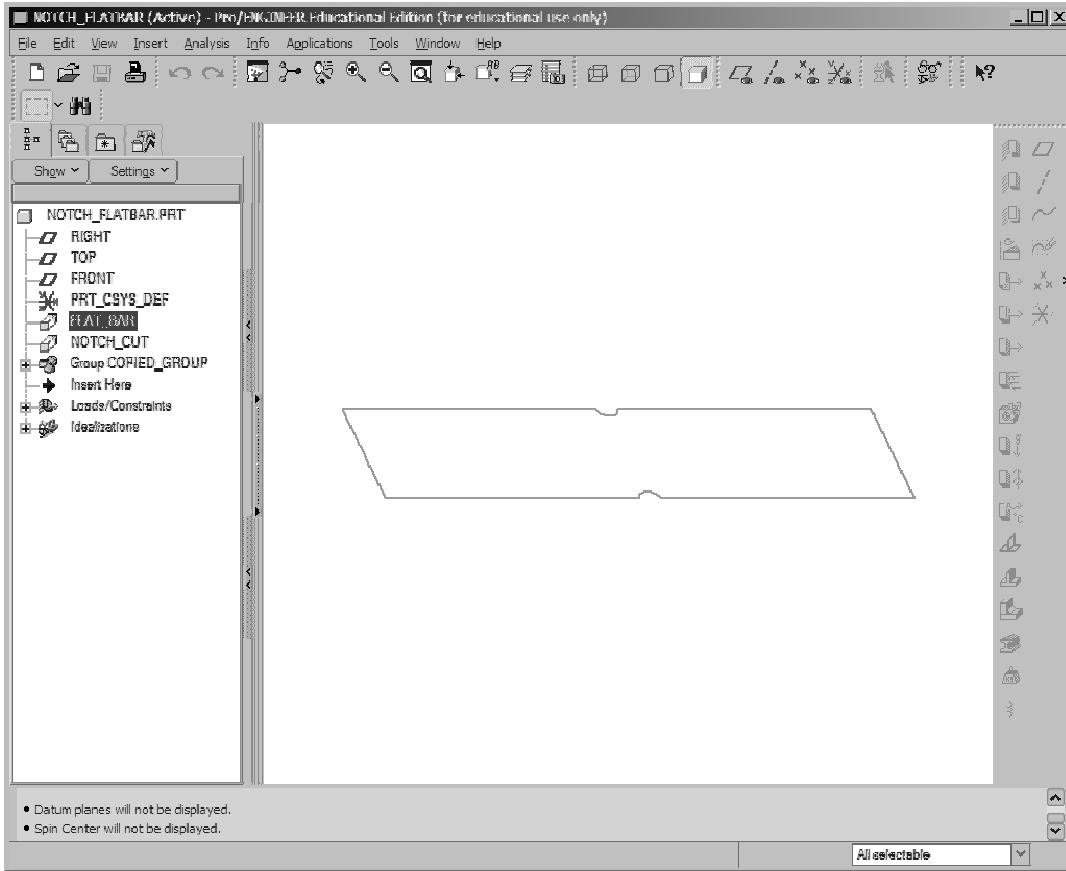 NOTCH_FLATBAR (Active) - Pro/ENGINEER Educational Edition (for educational use only)
File Edit View Insert Analysis Info Applications Tools Window Help
Show Settings
NOTCH_FLATBAR.PRT
RIGHT
TOP
FRONT
PRT_CSYS_DEF
FLAT_BAR
NOTCH_CUT
Group COPIED_GROUP
Insert Here
Loads/Constraints
Idealizations
• Datum planes will not be displayed.
• Spin Center will not be displayed.
All selectable